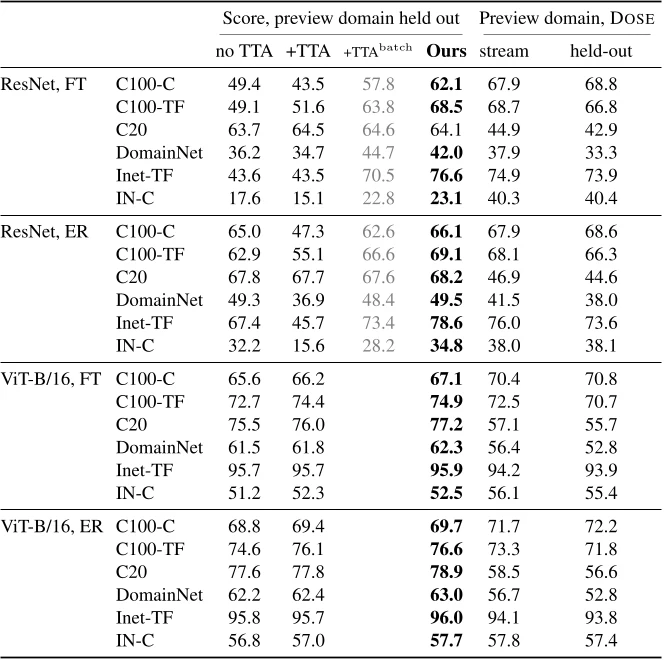 Score, preview domain held out Preview domain, DOSE
no TTA +TTA +TTAbatch Ours stream held-out
ResNet, FT C100-C 49.4 43.5 57.8 62.1 67.9 68.8
C100-TF 49.1 51.6 63.8 68.5 68.7 66.8
C20 63.7 64.5 64.6 64.1 44.9 42.9
DomainNet 36.2 34.7 44.7 42.0 37.9 33.3
Inet-TF 43.6 43.5 70.5 76.6 74.9 73.9
IN-C 17.6 15.1 22.8 23.1 40.3 40.4
ResNet, ER C100-C 65.0 47.3 62.6 66.1 67.9 68.6
C100-TF 62.9 55.1 66.6 69.1 68.1 66.3
C20 67.8 67.7 67.6 68.2 46.9 44.6
DomainNet 49.3 36.9 48.4 49.5 41.5 38.0
Inet-TF 67.4 45.7 73.4 78.6 76.0 73.6
IN-C 32.2 15.6 28.2 34.8 38.0 38.1
ViT-B/16, FT C100-C 65.6 66.2 67.1 70.4 70.8
C100-TF 72.7 74.4 74.9 72.5 70.7
C20 75.5 76.0 77.2 57.1 55.7
DomainNet 61.5 61.8 62.3 56.4 52.8
Inet-TF 95.7 95.7 95.9 94.2 93.9
IN-C 51.2 52.3 52.5 56.1 55.4
ViT-B/16, ER C100-C 68.8 69.4 69.7 71.7 72.2
C100-TF 74.6 76.1 76.6 73.3 71.8
C20 77.6 77.8 78.9 58.5 56.6
DomainNet 62.2 62.4 63.0 56.7 52.8
Inet-TF 95.8 95.7 96.0 94.1 93.8
IN-C 56.8 57.0 57.7 57.8 57.4